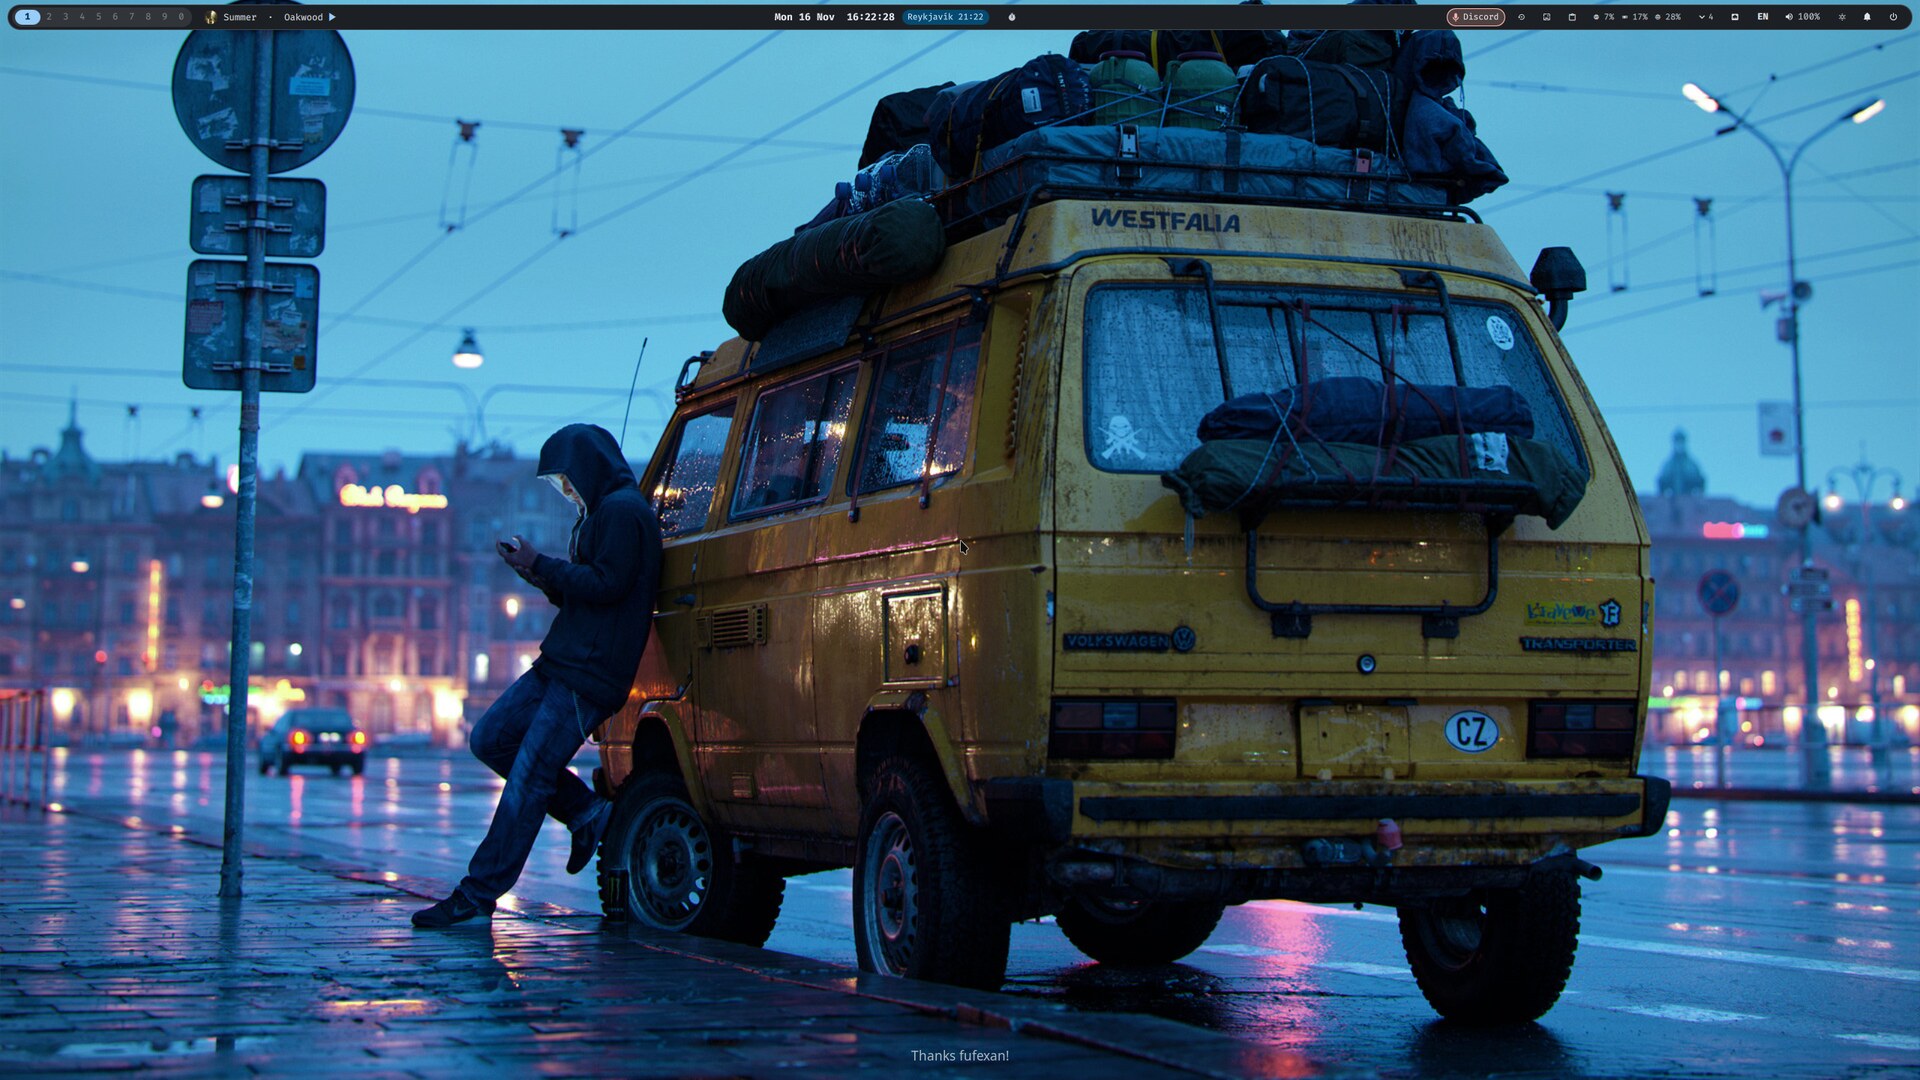 1 2 3 4 5 6 7 8 9 0 Summer · Oakwood Mon 16 Nov 16:22:28 Reykjavik 21:22 Discord 7% 17% 28% 4 EN 100%
WESTFALIA
VOLKSWAGEN
TRANSPORTER
CZ
Thanks fufexan!